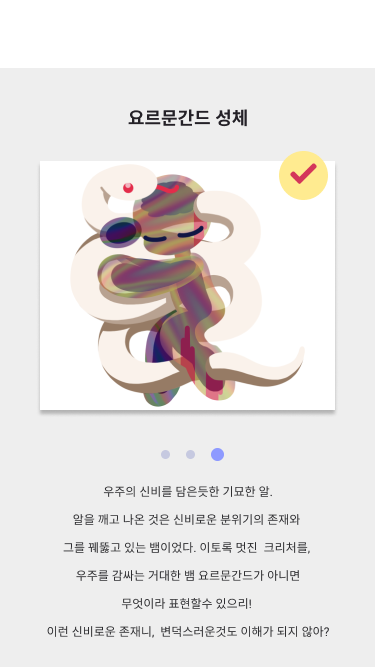 요르문간드 성체
우주의 신비를 담은듯한 기묘한 알.
알을 깨고 나온 것은 신비로운 분위기의 존재와
그를 꿰뚫고 있는 뱀이었다. 이토록 멋진 크리처를,
우주를 감싸는 거대한 뱀 요르문간드가 아니면
무엇이라 표현할수 있으리!
이런 신비로운 존재니, 변덕스러운것도 이해가 되지 않아?